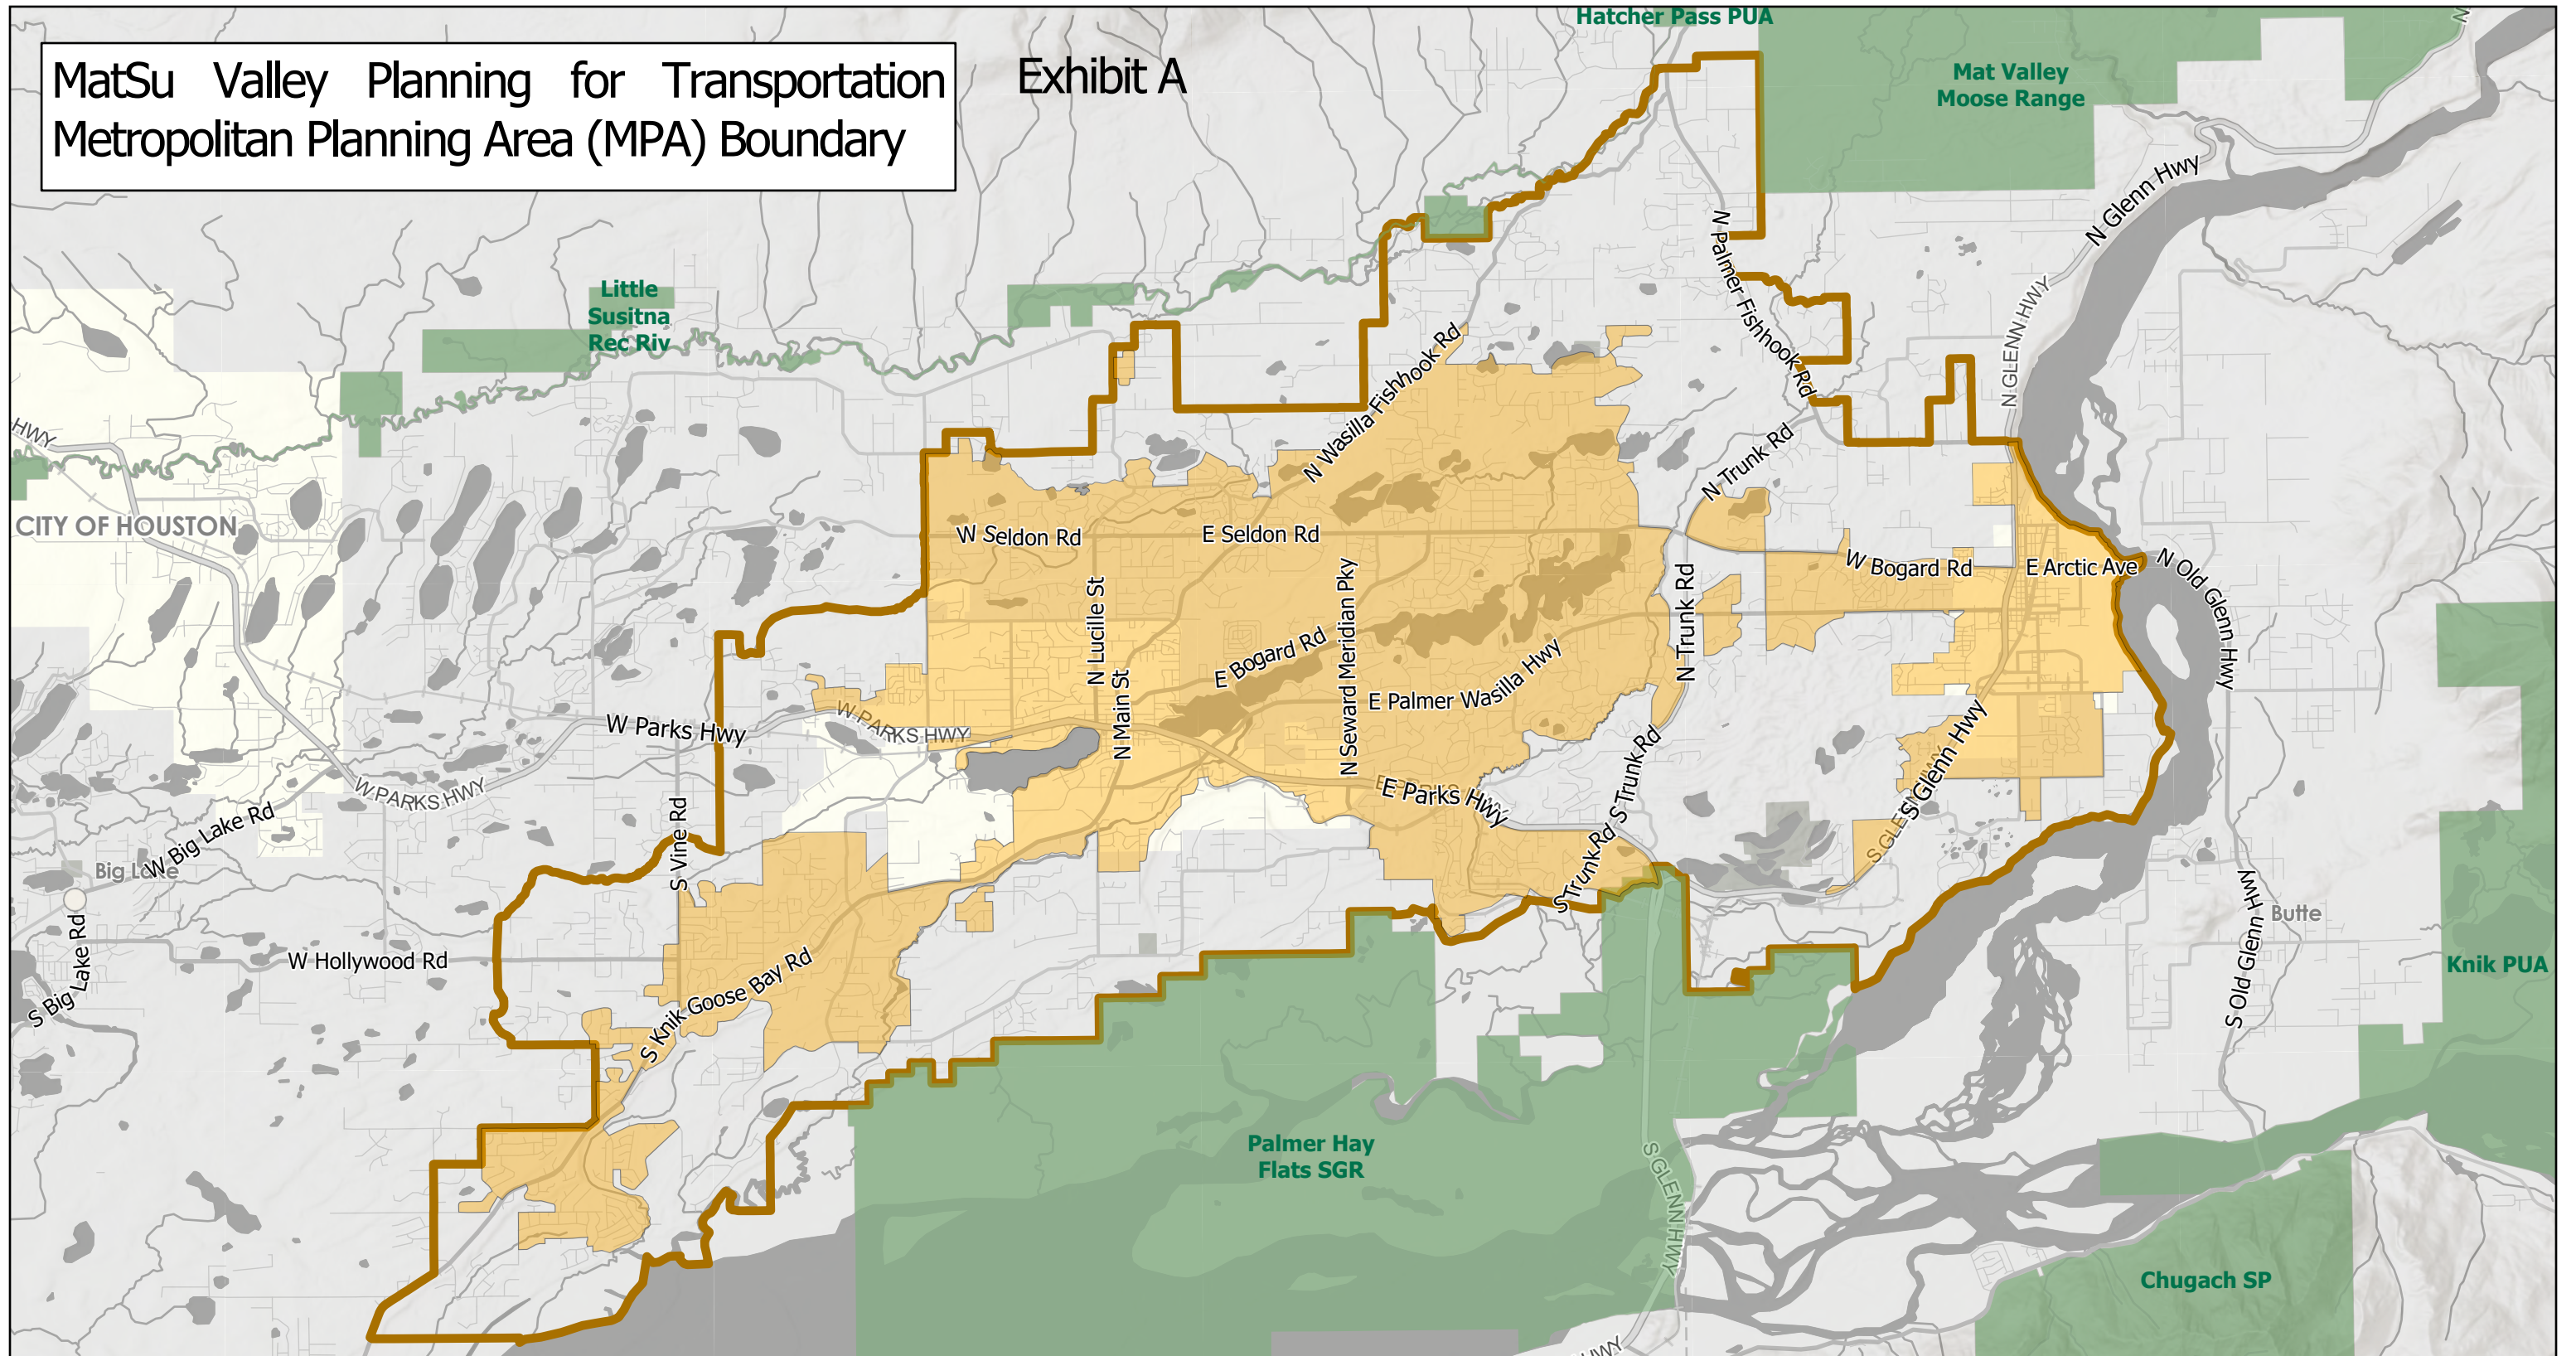 MatSu Valley Planning for Transportation
Metropolitan Planning Area (MPA) Boundary
Exhibit A
Hatcher Pass PUA
Mat Valley
Moose Range
N Glenn Hwy
N GLENN HWY
N Palmer Fishhook Rd
Little
Susitna
Rec Riv
N Wasilla Fishhook Rd
HWY
CITY OF HOUSTON
W Seldon Rd
E Seldon Rd
N Trunk Rd
W Bogard Rd
E Arctic Ave
N Old Glenn Hwy
N Lucille St
N Main St
E Bogard Rd
N Seward Meridian Pky
E Palmer Wasilla Hwy
N Trunk Rd
W Parks Hwy
W PARKS HWY
W PARKS HWY
E Parks Hwy
S Trunk Rd
S Trunk Rd
S Glenn Hwy
W Big Lake Rd
Big Lake
S Vine Rd
S Big Lake Rd
W Hollywood Rd
S Knik Goose Bay Rd
S Old Glenn Hwy
Butte
Knik PUA
Palmer Hay
Flats SGR
S GLENN HWY
Chugach SP
HWY